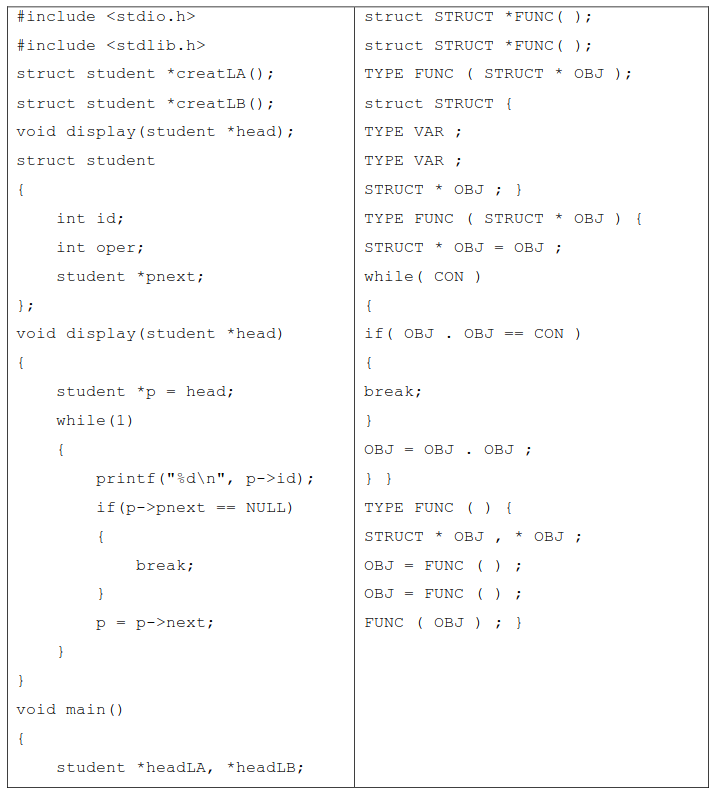 #include <stdio.h>
#include <stdlib.h>
struct student *creatLA();
struct student *creatLB();
void display(student *head);
struct student
{
    int id;
    int oper;
    student *pnext;
};
void display(student *head)
{
    student *p = head;
    while(1)
    {
        printf("%d\n", p->id);
        if(p->pnext == NULL)
        {
            break;
        }
        p = p->next;
    }
}
void main()
{
    student *headLA, *headLB;
struct STRUCT *FUNC( );
struct STRUCT *FUNC( );
TYPE FUNC ( STRUCT * OBJ );
struct STRUCT {
TYPE VAR ;
TYPE VAR ;
STRUCT * OBJ ; }
TYPE FUNC ( STRUCT * OBJ ) {
STRUCT * OBJ = OBJ ;
while( CON )
{
if( OBJ . OBJ == CON )
{
break;
}
OBJ = OBJ . OBJ ;
} }
TYPE FUNC ( ) {
STRUCT * OBJ , * OBJ ;
OBJ = FUNC ( ) ;
OBJ = FUNC ( ) ;
FUNC ( OBJ ) ; }